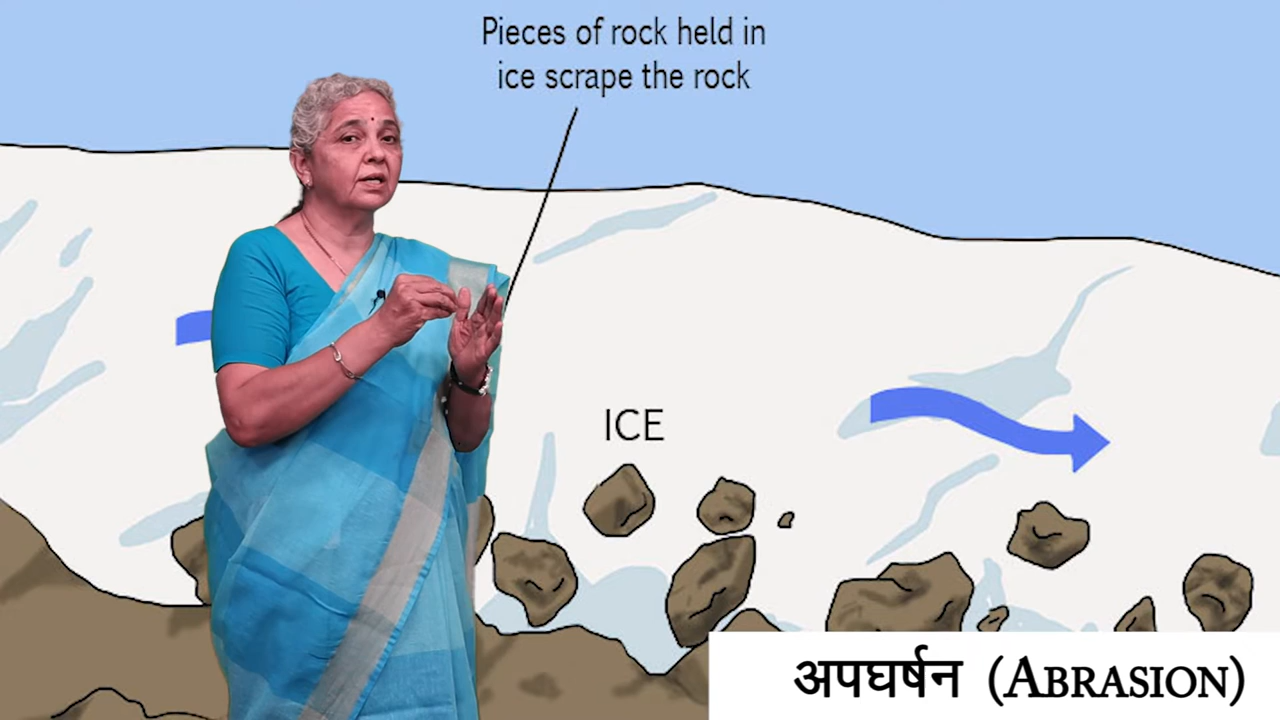 Pieces of rock held in
ice scrape the rock
ICE
अपघर्षन (ABRASION)